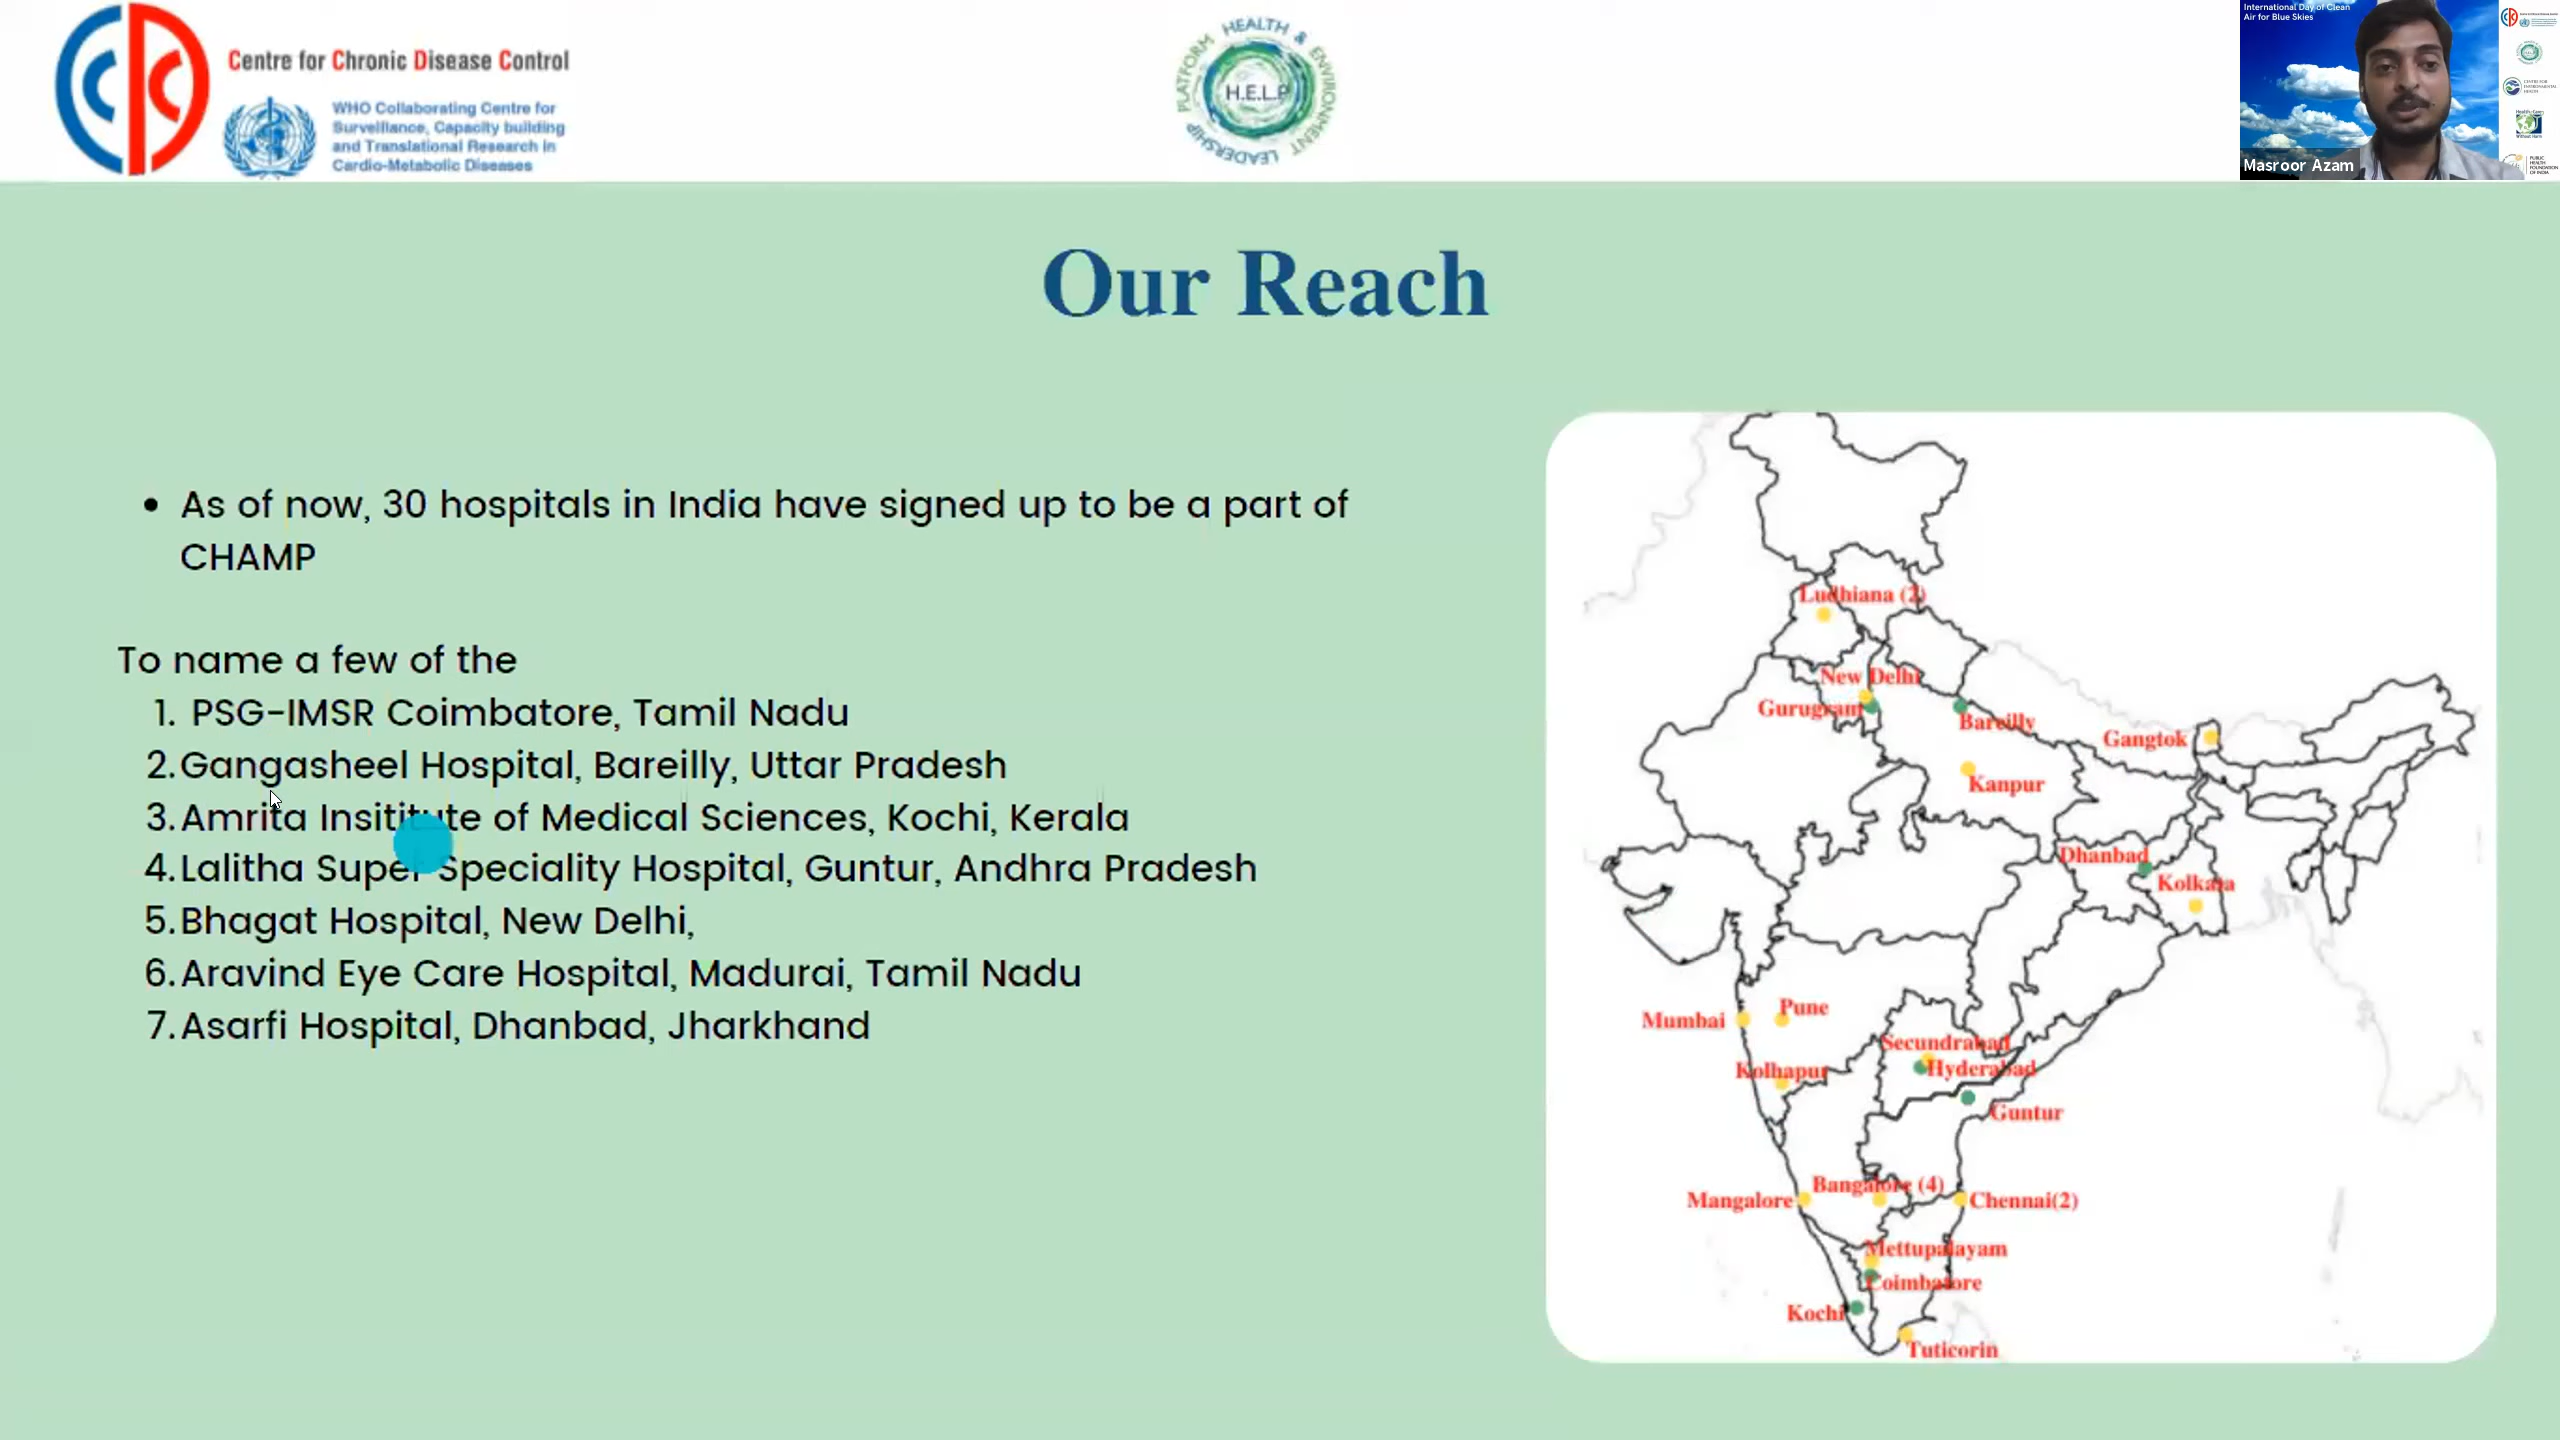 Centre for Chronic Disease Control
WHO Collaborating Centre for
Surveillance, Capacity building
and Translational Research in
Cardio-Metabolic Diseases
HEALTH & ENVIRONMENT
LEADERSHIP PLATFORM
H.E.L.P
International Day of Clean
Air for Blue Skies
Masroor Azam
PUBLIC
HEALTH
FOUNDATION
OF INDIA
Our Reach
• As of now, 30 hospitals in India have signed up to be a part of
CHAMP
To name a few of the
1. PSG-IMSR Coimbatore, Tamil Nadu
2. Gangasheel Hospital, Bareilly, Uttar Pradesh
3. Amrita Insititute of Medical Sciences, Kochi, Kerala
4. Lalitha Super Speciality Hospital, Guntur, Andhra Pradesh
5. Bhagat Hospital, New Delhi,
6. Aravind Eye Care Hospital, Madurai, Tamil Nadu
7. Asarfi Hospital, Dhanbad, Jharkhand
Ludhiana (2)
New Delhi
Gurugram
Bareilly
Gangtok
Kanpur
Dhanbad
Kolkata
Pune
Mumbai
Secundrabad
Kolhapur
Hyderabad
Guntur
Bangalore (4)
Mangalore
Chennai(2)
Mettupalayam
Coimbatore
Kochi
Tuticorin